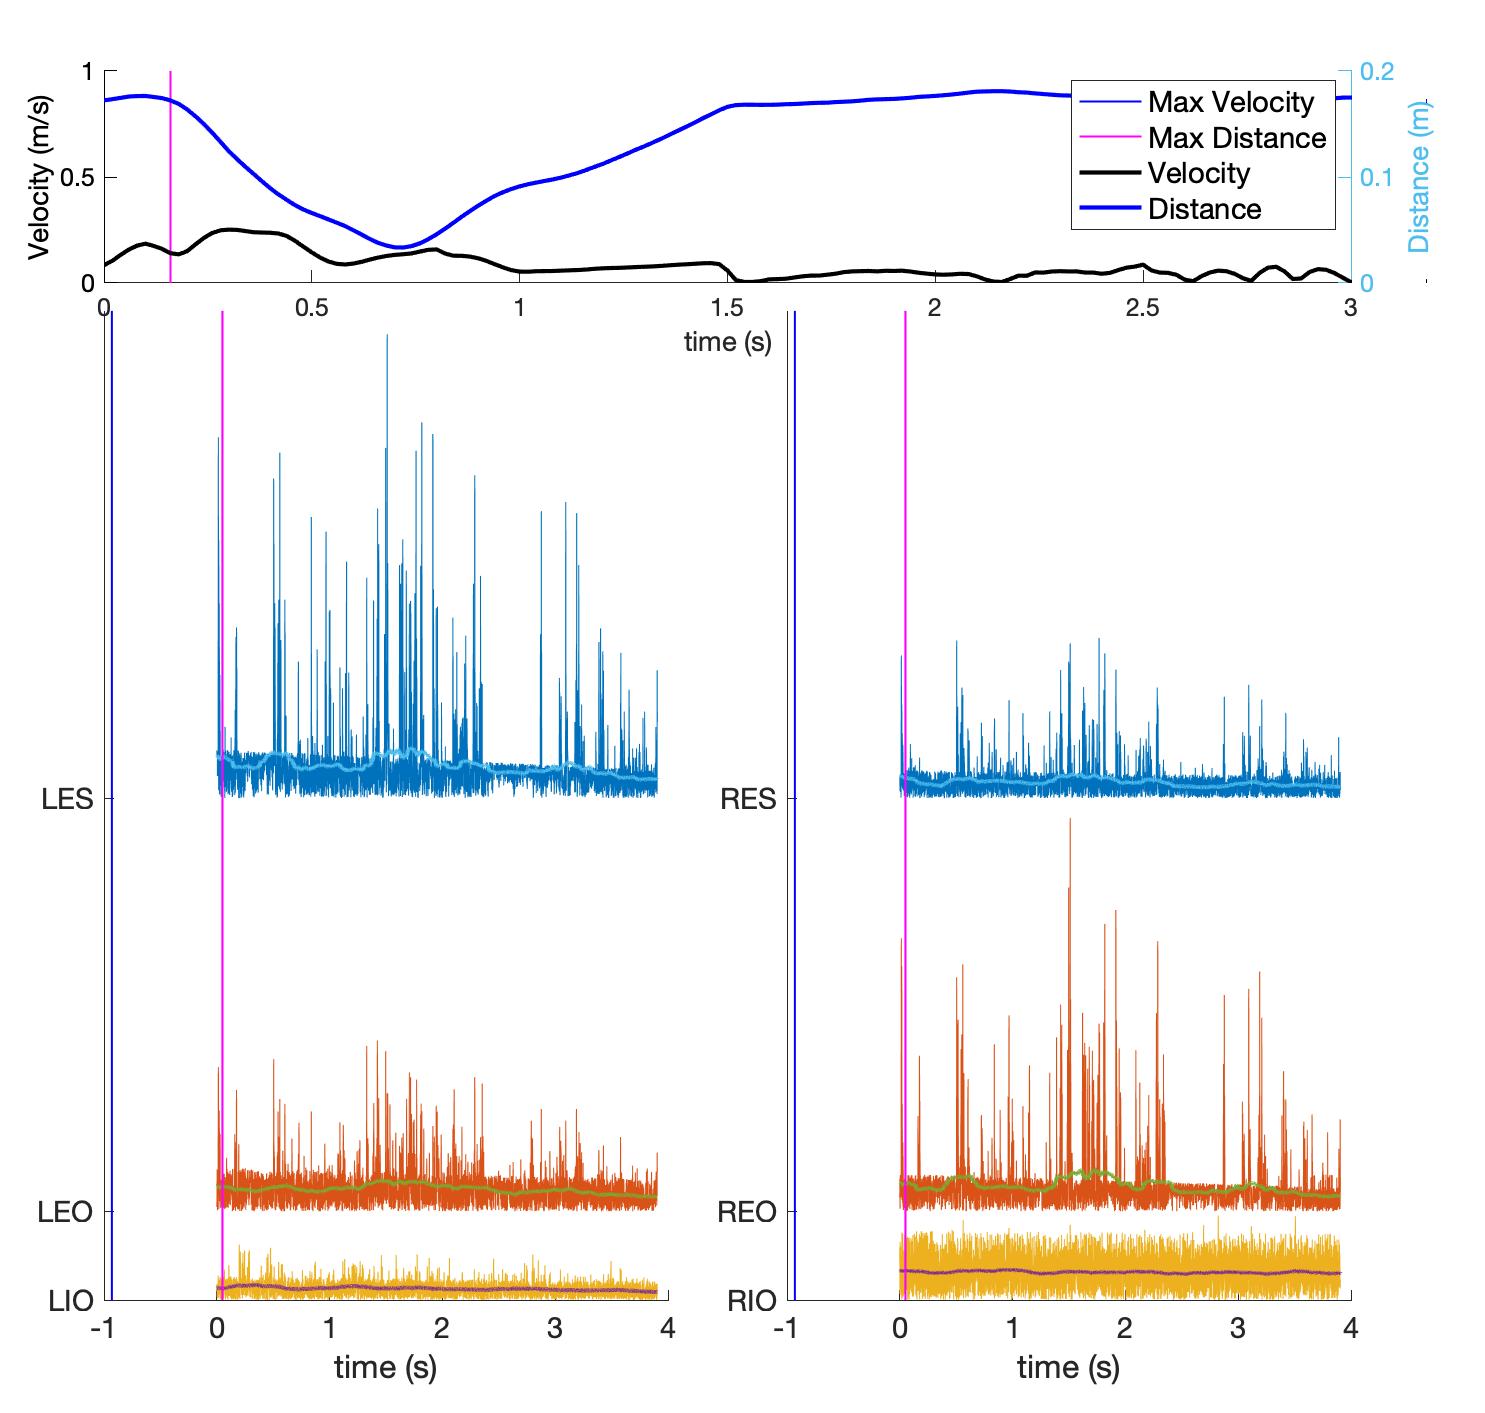 1
0.5
0
Velocity (m/s)
0.2
0.1
0
Distance (m)
Max Velocity
Max Distance
Velocity
Distance
0 0.5 1 1.5 2 2.5 3
time (s)
LES
LEO
LIO
-1 0 1 2 3 4
time (s)
RES
REO
RIO
-1 0 1 2 3 4
time (s)